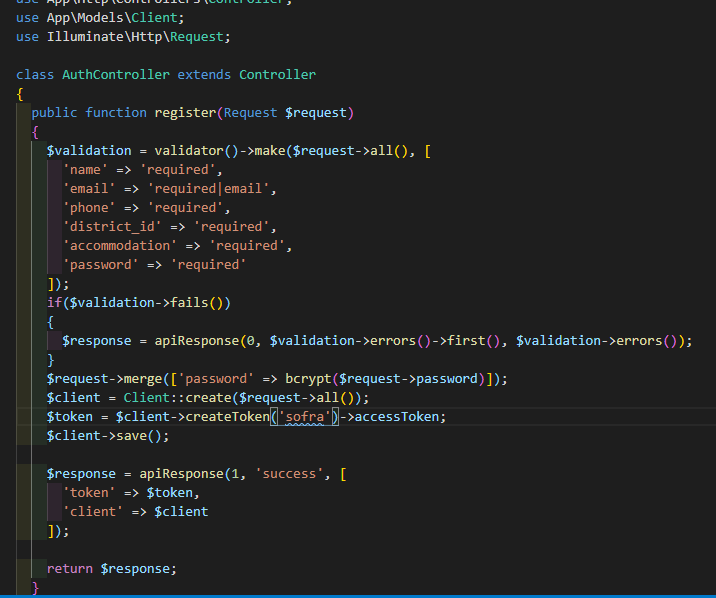 use App\Http\Controllers\Controller;
use App\Models\Client;
use Illuminate\Http\Request;
class AuthController extends Controller
{
public function register(Request $request)
{
$validation = validator()->make($request->all(), [
'name' => 'required',
'email' => 'required|email',
'phone' => 'required',
'district_id' => 'required',
'accommodation' => 'required',
'password' => 'required'
]);
if($validation->fails())
{
$response = apiResponse(0, $validation->errors()->first(), $validation->errors());
}
$request->merge(['password' => bcrypt($request->password)]);
$client = Client::create($request->all());
$token = $client->createToken('sofra')->accessToken;
$client->save();
$response = apiResponse(1, 'success', [
'token' => $token,
'client' => $client
]);
return $response;
}